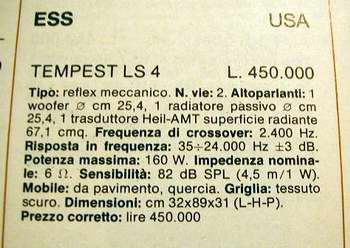 ESS USA
TEMPEST LS 4 L. 450.000
Tipo: reflex meccanico. N. vie: 2. Altoparlanti: 1
woofer ø cm 25,4, 1 radiatore passivo ø cm
25,4, 1 trasduttore Heil-AMT superficie radiante
67,1 cmq. Frequenza di crossover: 2.400 Hz.
Risposta in frequenza: 35÷24.000 Hz ±3 dB.
Potenza massima: 160 W. Impedenza nomina-
le: 6 Ω. Sensibilità: 82 dB SPL (4,5 m/1 W).
Mobile: da pavimento, quercia. Griglia: tessuto
scuro. Dimensioni: cm 32x89x31 (L-H-P).
Prezzo corretto: lire 450.000